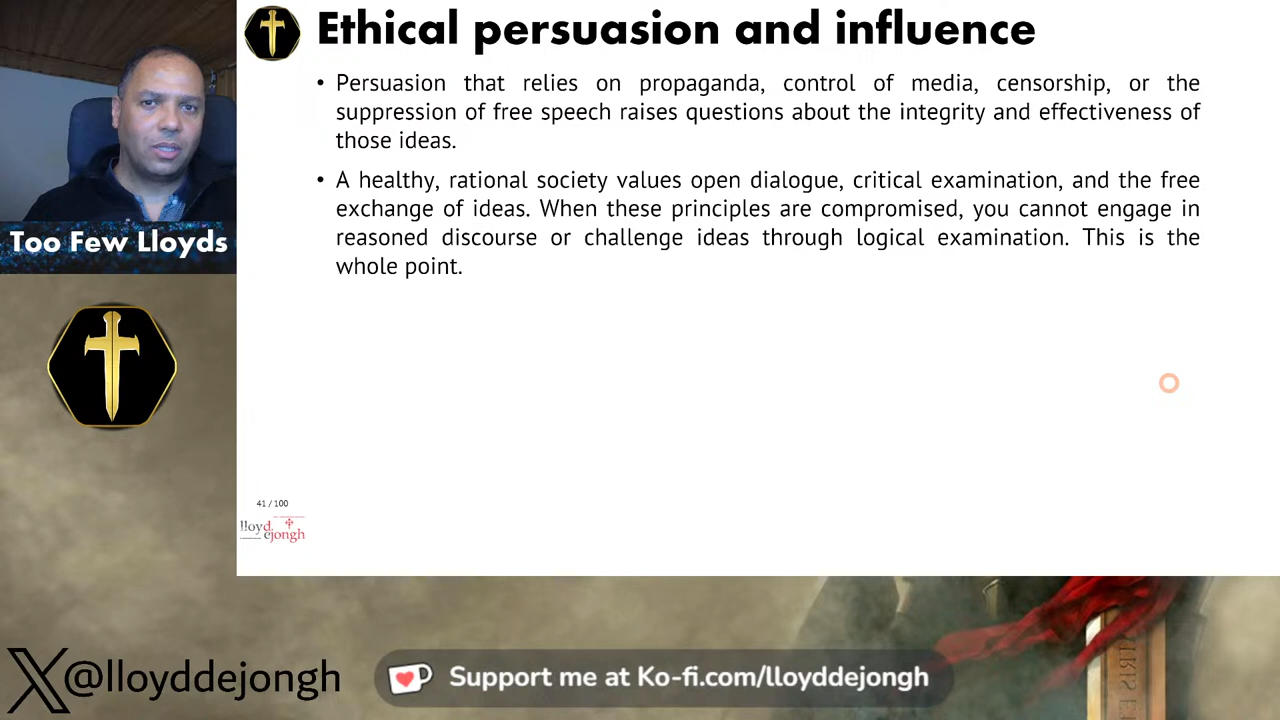 Ethical persuasion and influence
• Persuasion that relies on propaganda, control of media, censorship, or the
suppression of free speech raises questions about the integrity and effectiveness of
those ideas.
• A healthy, rational society values open dialogue, critical examination, and the free
exchange of ideas. When these principles are compromised, you cannot engage in
reasoned discourse or challenge ideas through logical examination. This is the
whole point.
Too Few Lloyds
41 / 100
lloyd
ejongh
X@lloyddejongh
Support me at Ko-fi.com/lloyddejongh